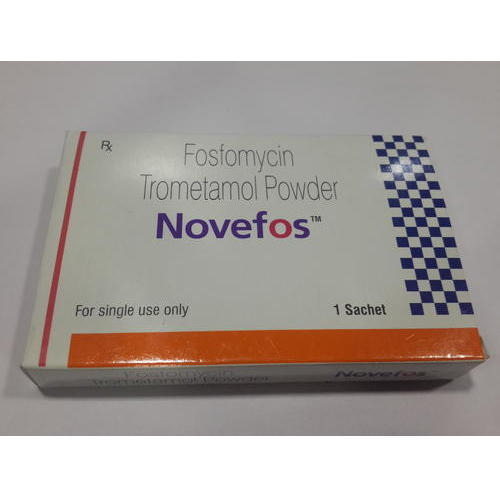 Rx
Fosfomycin
Trometamol Powder
Novefos™
For single use only
1 Sachet
Fosfomycin
Trometamol Powder
Novefos